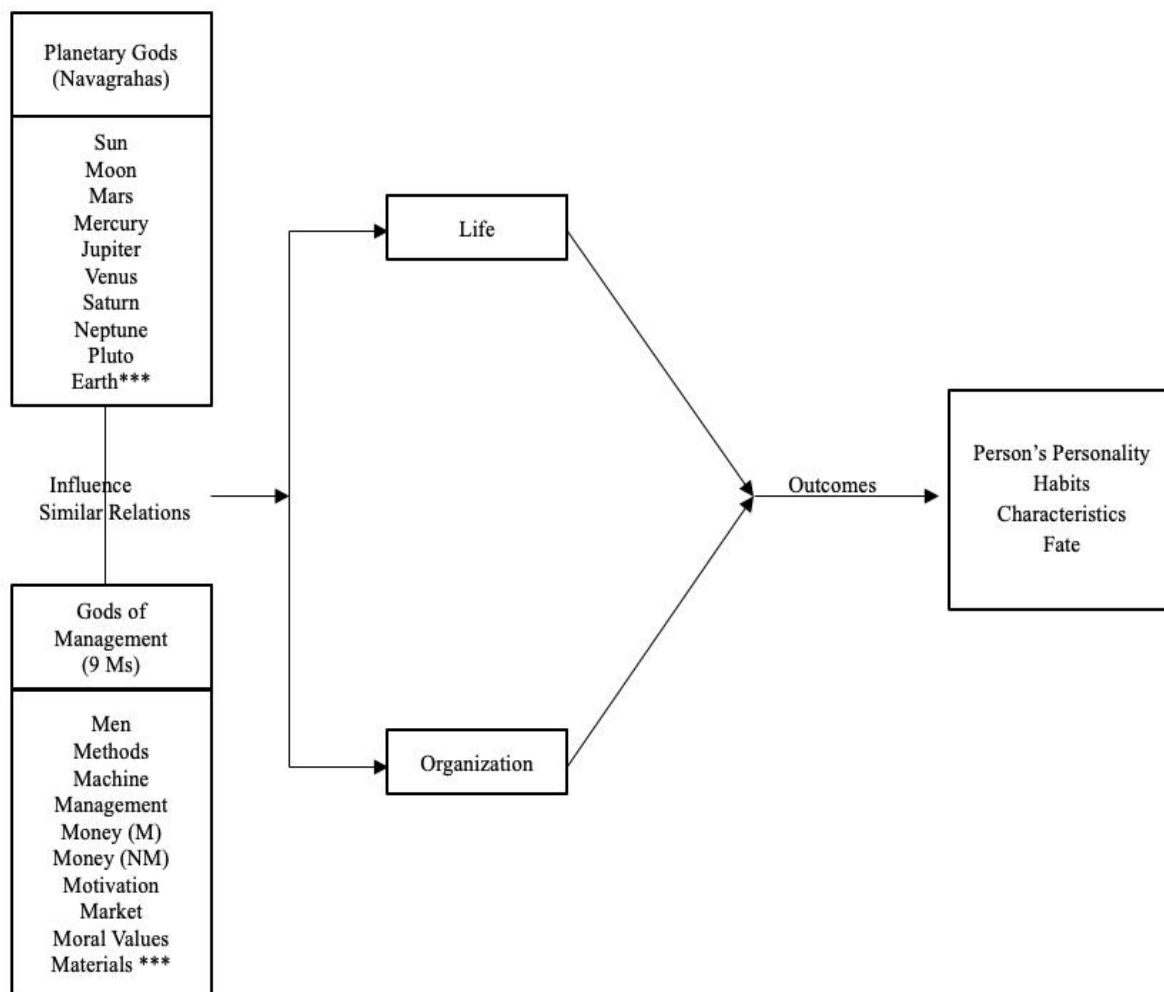 Planetary Gods
(Navagrahas)
Sun
Moon
Mars
Mercury
Jupiter
Venus
Saturn
Neptune
Pluto
Earth***
Influence
Similar Relations
Gods of
Management
(9 Ms)
Men
Methods
Machine
Management
Money (M)
Money (NM)
Motivation
Market
Moral Values
Materials ***
Life
Organization
Outcomes
Person’s Personality
Habits
Characteristics
Fate